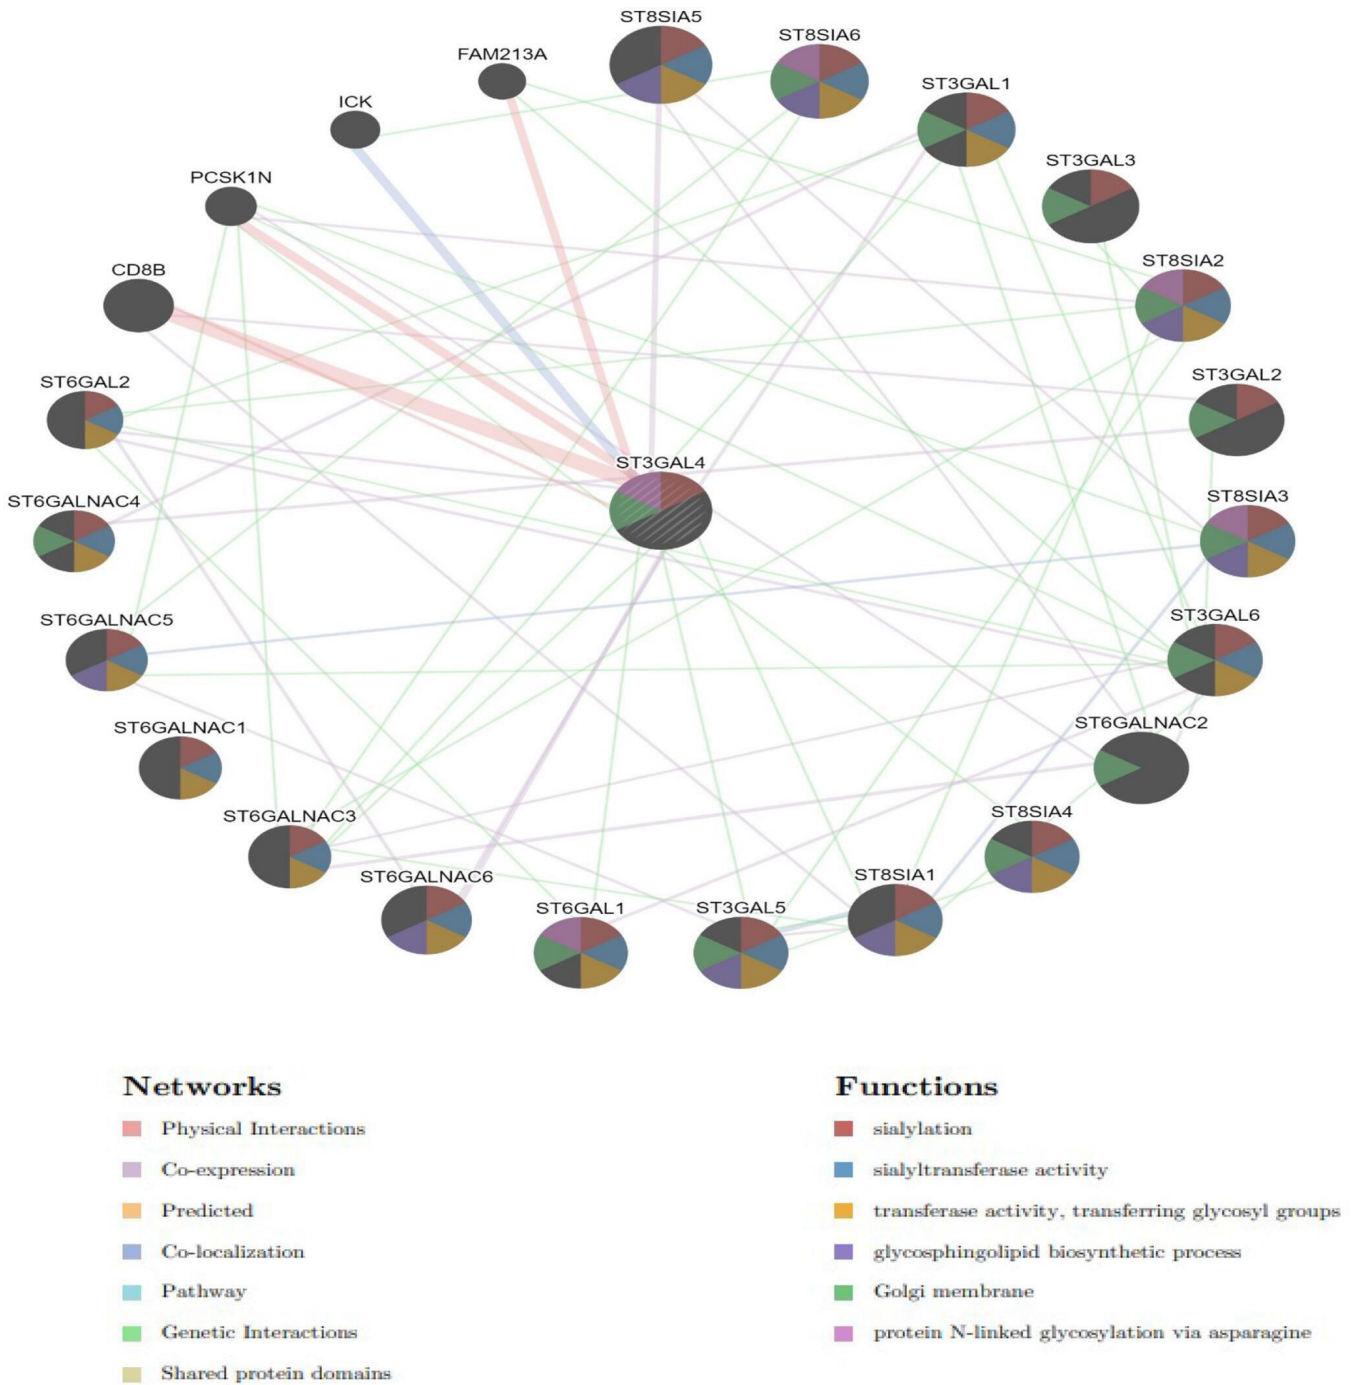 ST8SIA5
ST8SIA6
FAM213A
ST3GAL1
ICK
ST3GAL3
PCSK1N
ST8SIA2
CD8B
ST3GAL2
ST6GAL2
ST3GAL4
ST8SIA3
ST6GALNAC4
ST3GAL6
ST6GALNAC5
ST6GALNAC2
ST6GALNAC1
ST8SIA4
ST6GALNAC3
ST8SIA1
ST6GALNAC6
ST6GAL1
ST3GAL5
Networks
Physical Interactions
Co-expression
Predicted
Co-localization
Pathway
Genetic Interactions
Shared protein domains
Functions
sialylation
sialyltransferase activity
transferase activity, transferring glycosyl groups
glycosphingolipid biosynthetic process
Golgi membrane
protein N-linked glycosylation via asparagine